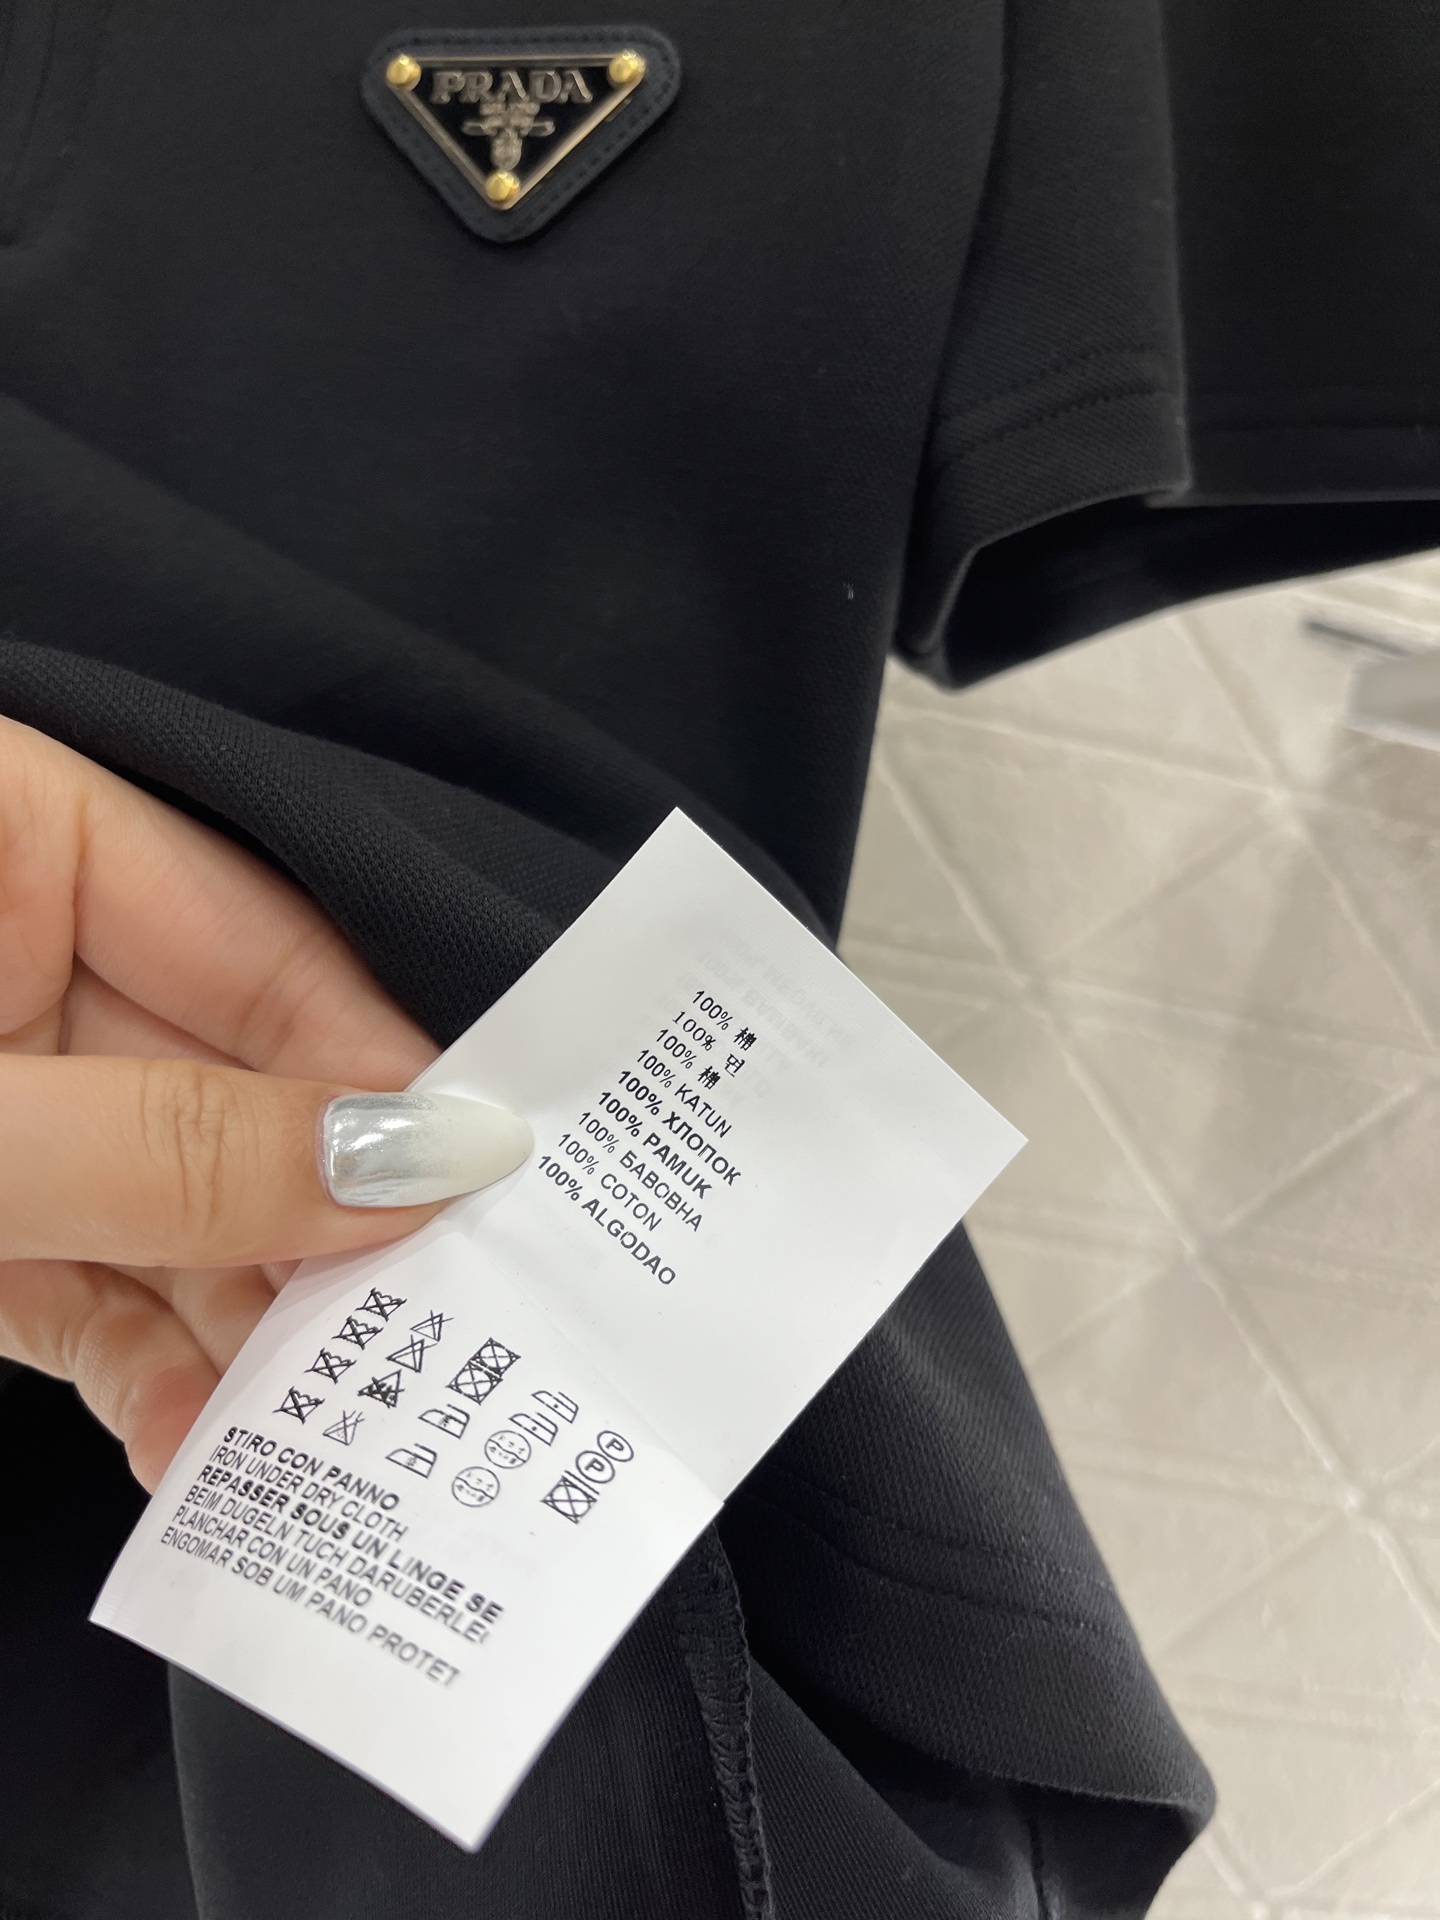 PRADA
100% 棉
100% 면
100% 棉
100% KATUN
100% ХЛОПОК
100% PAMUK
100% БАВОВНА
100% COTON
100% ALGODAO
P
P
STIRO CON PANNO
IRON UNDER DRY CLOTH
REPASSER SOUS UN LINGE SE
BEIM DUGELN TUCH DARUBERLE
PLANCHAR CON UN PANO
ENGOMAR SOB UM PANO PROTET